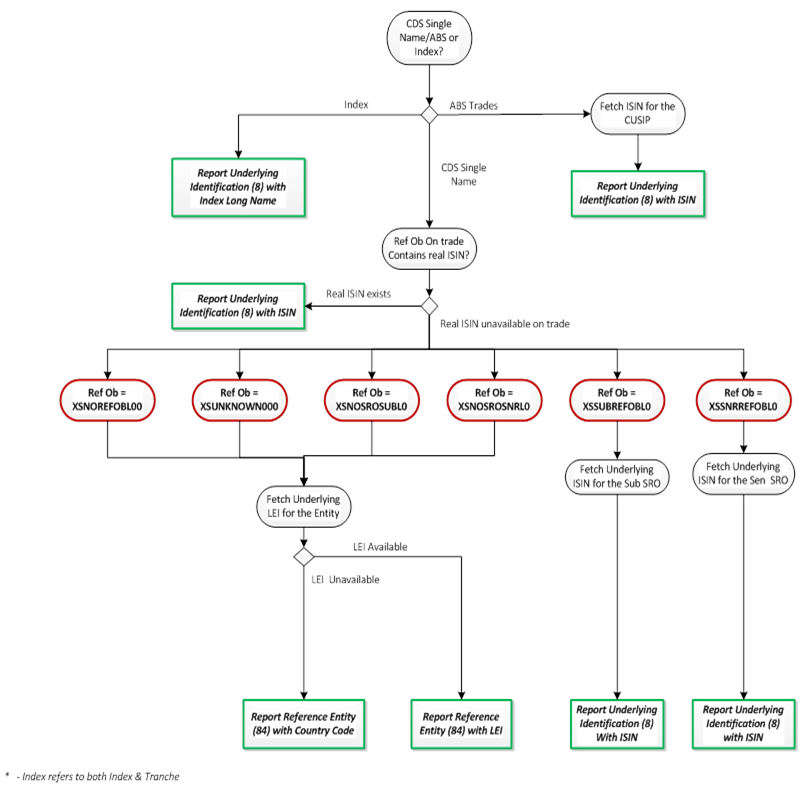 CDS Single
Name/ABS or
Index?
Index
ABS Trades
Fetch ISIN for the
CUSIP
CDS Single
Name
Report Underlying
Identification (8) with
Index Long Name
Report Underlying
Identification (8) with ISIN
Ref Ob On trade
Contains real ISIN?
Real ISIN exists
Report Underlying
Identification (8) with ISIN
Real ISIN unavailable on trade
Ref Ob =
XSNOREFOBL00
Ref Ob =
XSUNKNOWN000
Ref Ob =
XSNOSROSUBL0
Ref Ob =
XSNOSROSNRL0
Ref Ob =
XSSUBREFOBL0
Ref Ob =
XSSNRREFOBL0
Fetch Underlying
ISIN for the Sub SRO
Fetch Underlying
ISIN for the Sen SRO
Fetch Underlying
LEI for the Entity
LEI Available
LEI Unavailable
Report Reference Entity
(84) with Country Code
Report Reference
Entity (84) with LEI
Report Underlying
Identification (8)
With ISIN
Report Underlying
Identification (8)
with ISIN
* - Index refers to both Index & Tranche